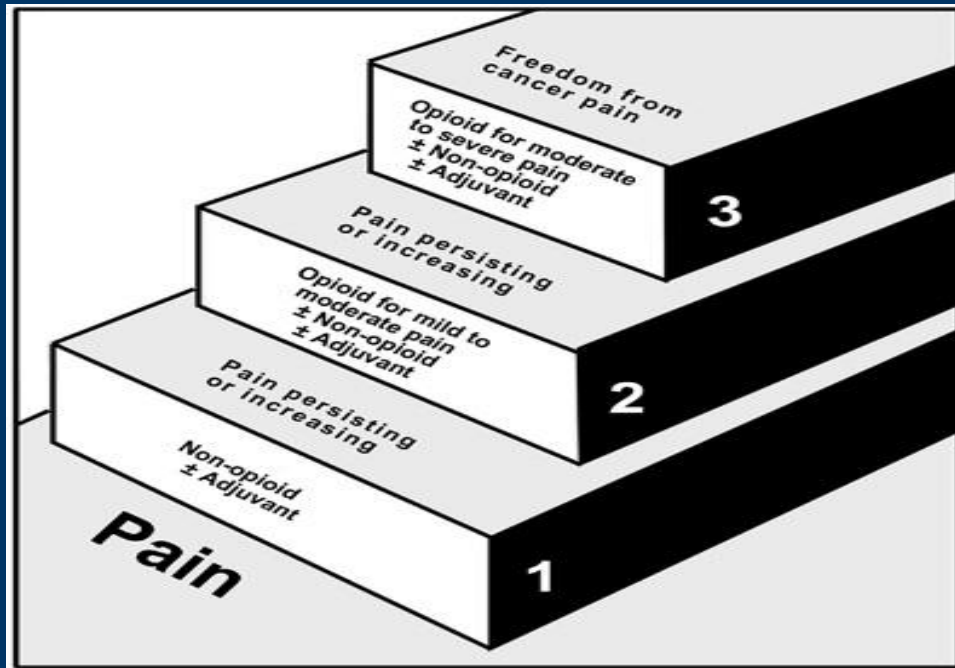 Freedom from
cancer pain
Opioid for moderate
to severe pain
± Non-opioid
± Adjuvant
3
Pain persisting
or increasing
Opioid for mild to
moderate pain
± Non-opioid
± Adjuvant
2
Pain persisting
or increasing
Non-opioid
± Adjuvant
1
Pain